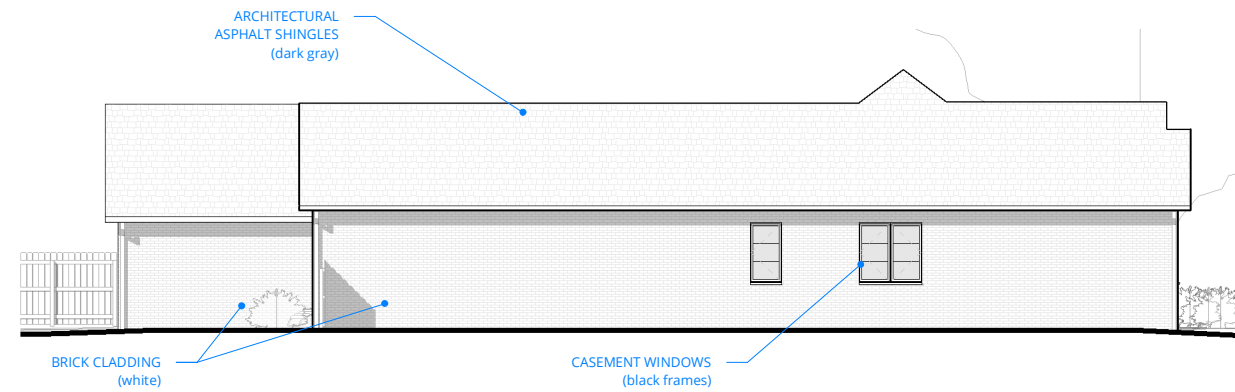 ARCHITECTURAL
ASPHALT SHINGLES
(dark gray)
BRICK CLADDING
(white)
CASEMENT WINDOWS
(black frames)